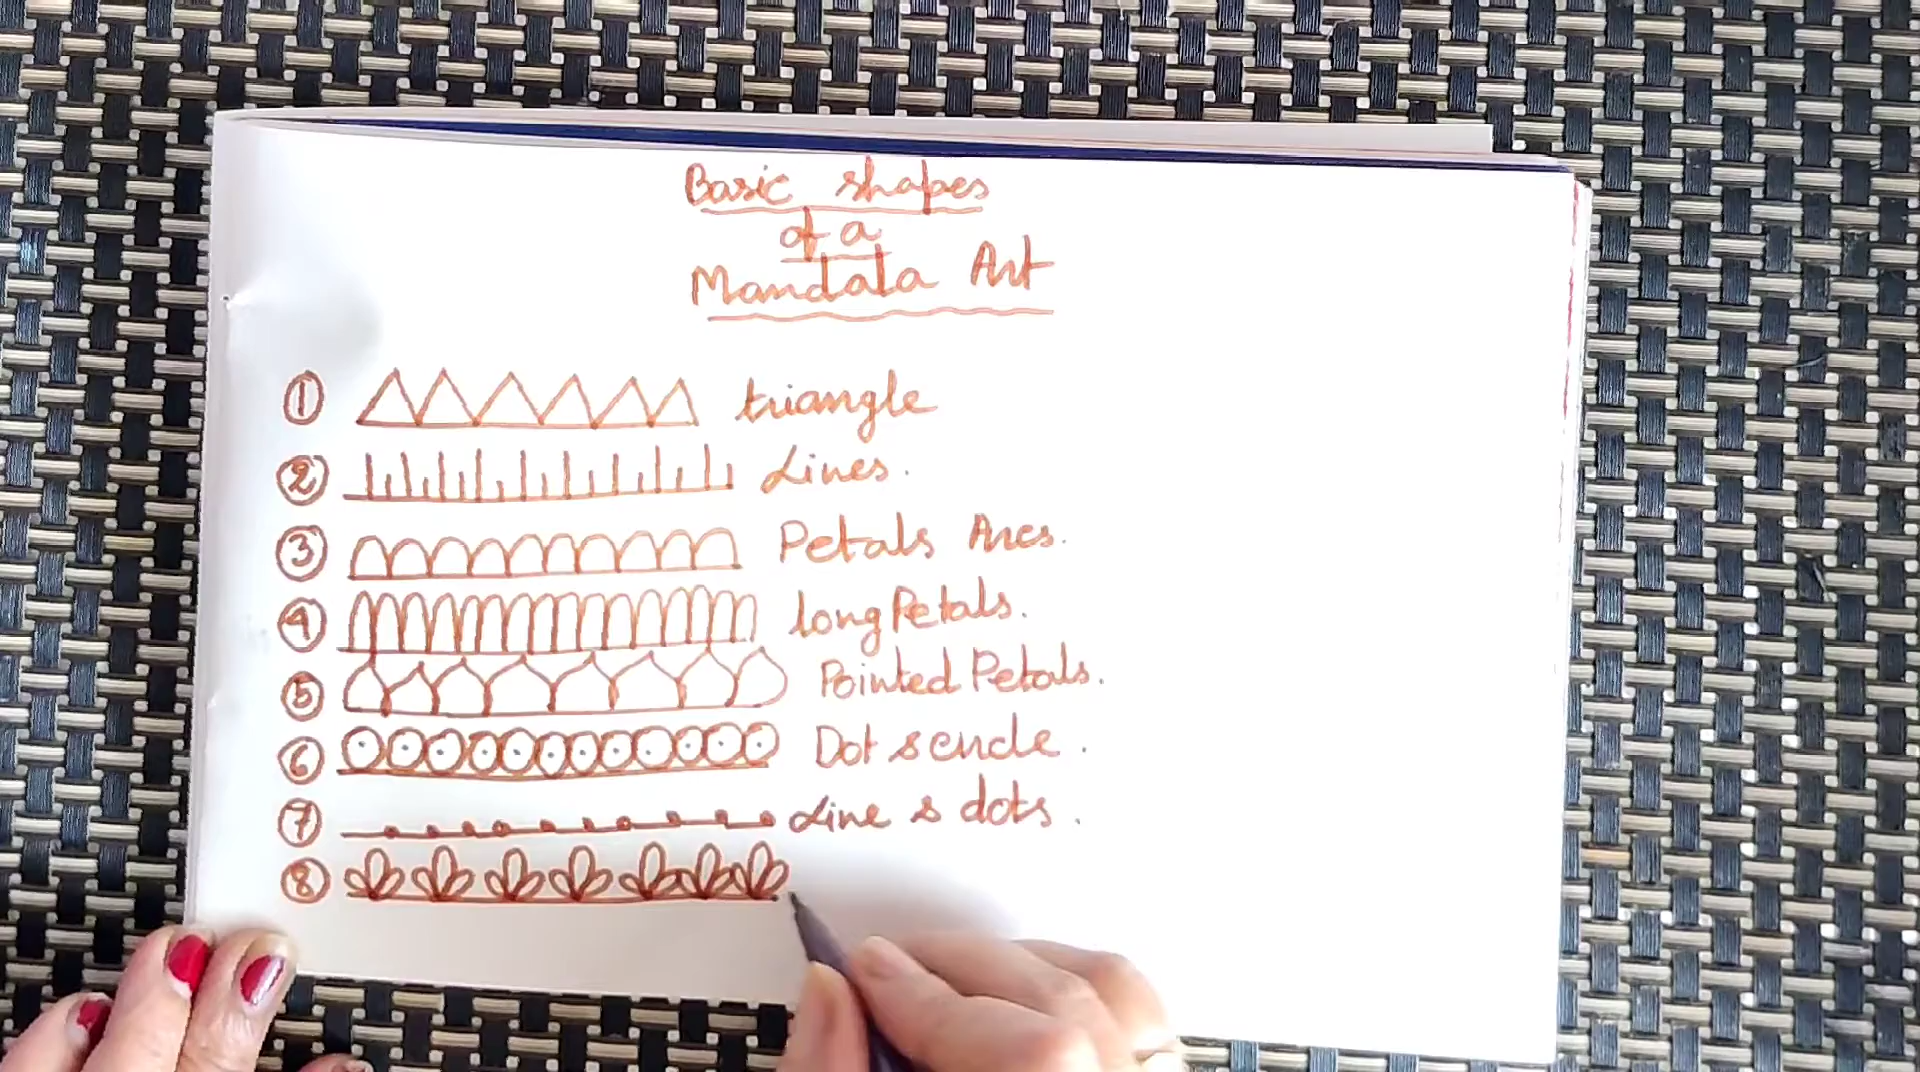 Basic shapes
of a
Mandala Art
① triangle
② Lines.
③ Petals Arcs.
④ long Petals.
⑤ Pointed Petals.
⑥ Dot &
⑦ Line & dots.
⑧